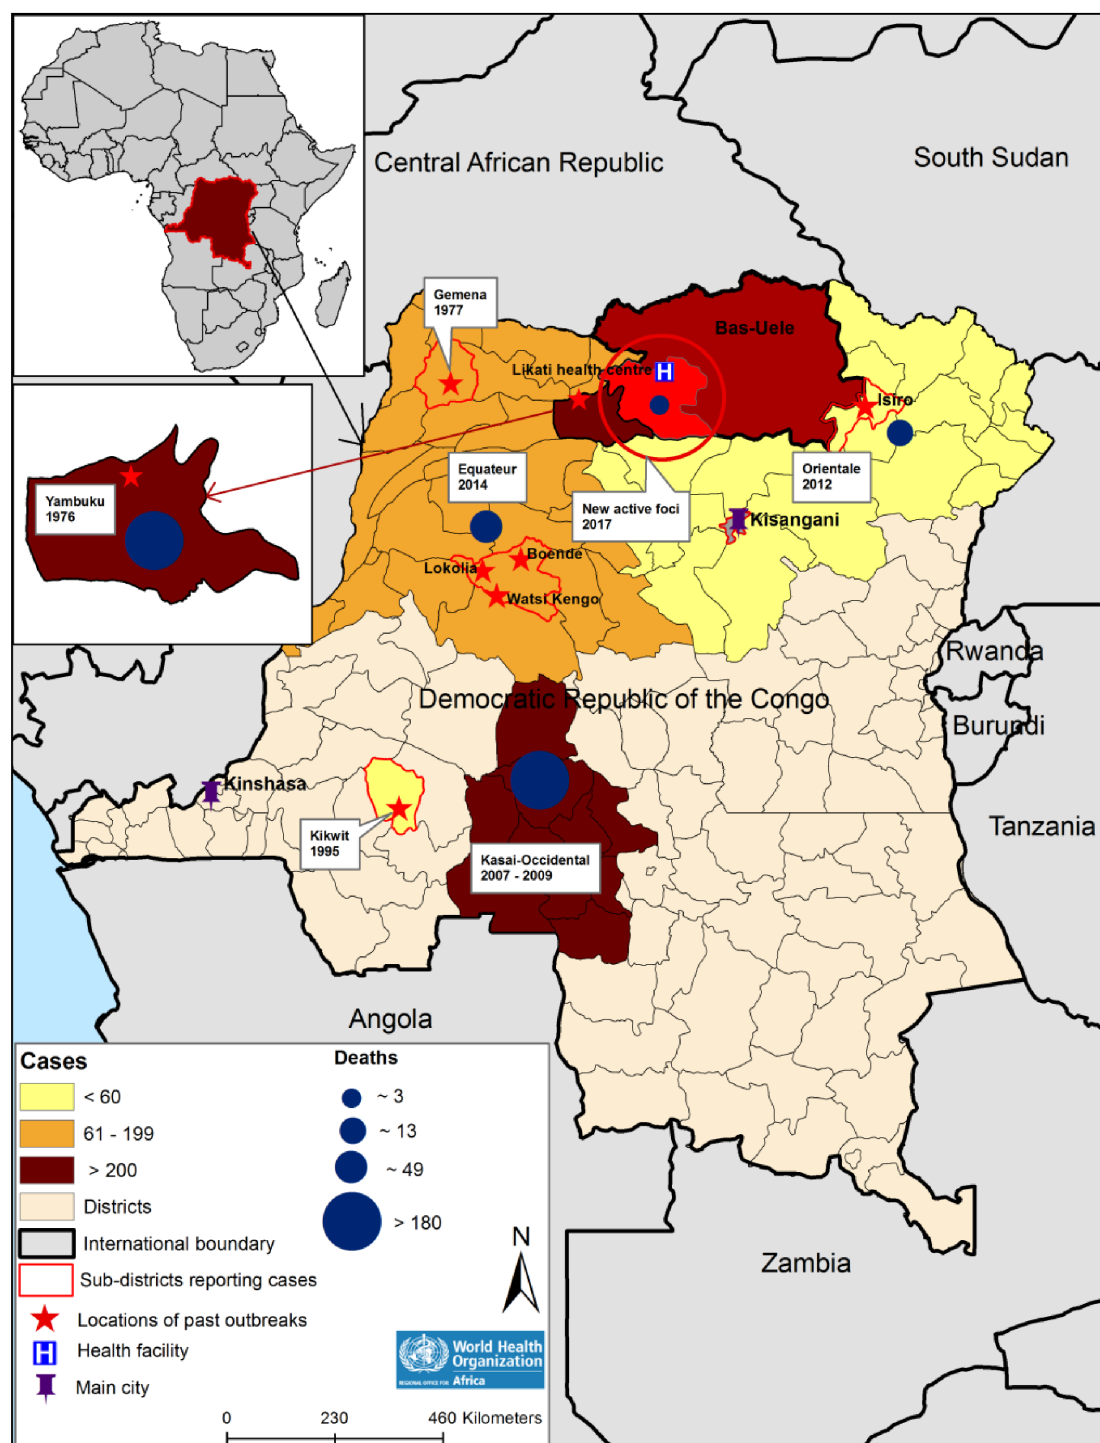 Central African Republic
South Sudan
Gemena
1977
Bas-Uele
Likati health centre
H
Isiro
Yambuku
1976
Equateur
2014
Orientale
2012
New active foci
2017
Kisangani
Boende
Lokolia
Watsi Kengo
Rwanda
Democratic Republic of the Congo
Burundi
Kinshasa
Tanzania
Kikwit
1995
Kasai-Occidental
2007 - 2009
Angola
Zambia
Cases
< 60
61 - 199
> 200
Districts
International boundary
Sub-districts reporting cases
Locations of past outbreaks
H
Health facility
Main city
Deaths
~ 3
~ 13
~ 49
> 180
N
World Health
Organization
REGIONAL OFFICE FOR Africa
0 230 460 Kilometers